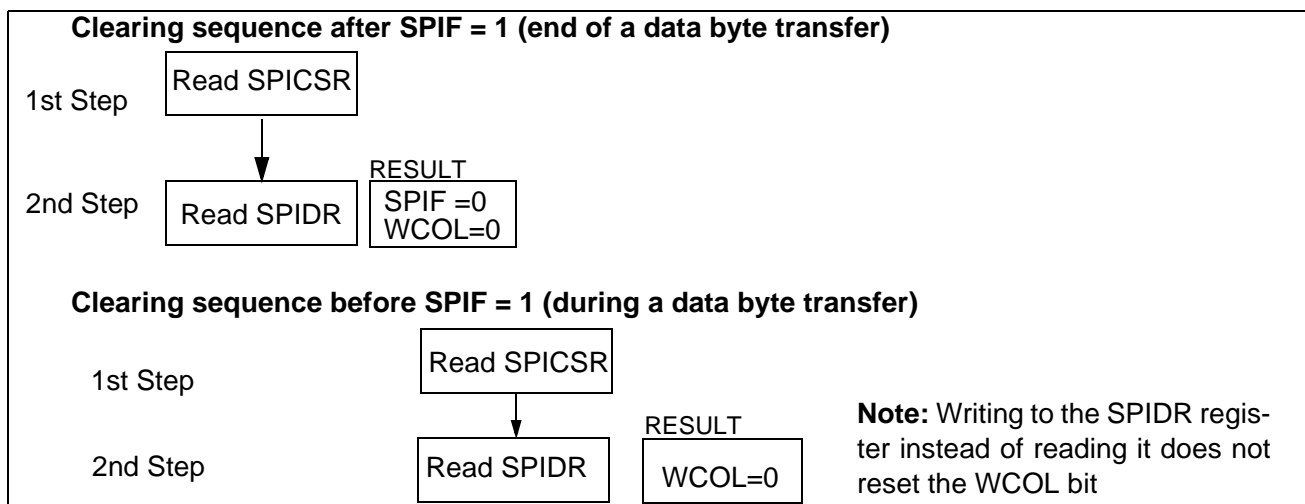 Clearing sequence after SPIF = 1 (end of a data byte transfer)
1st Step
Read SPICSR
2nd Step
Read SPIDR
RESULT
SPIF =0
WCOL=0
Clearing sequence before SPIF = 1 (during a data byte transfer)
1st Step
Read SPICSR
2nd Step
Read SPIDR
RESULT
WCOL=0
Note: Writing to the SPIDR regis-
ter instead of reading it does not
reset the WCOL bit